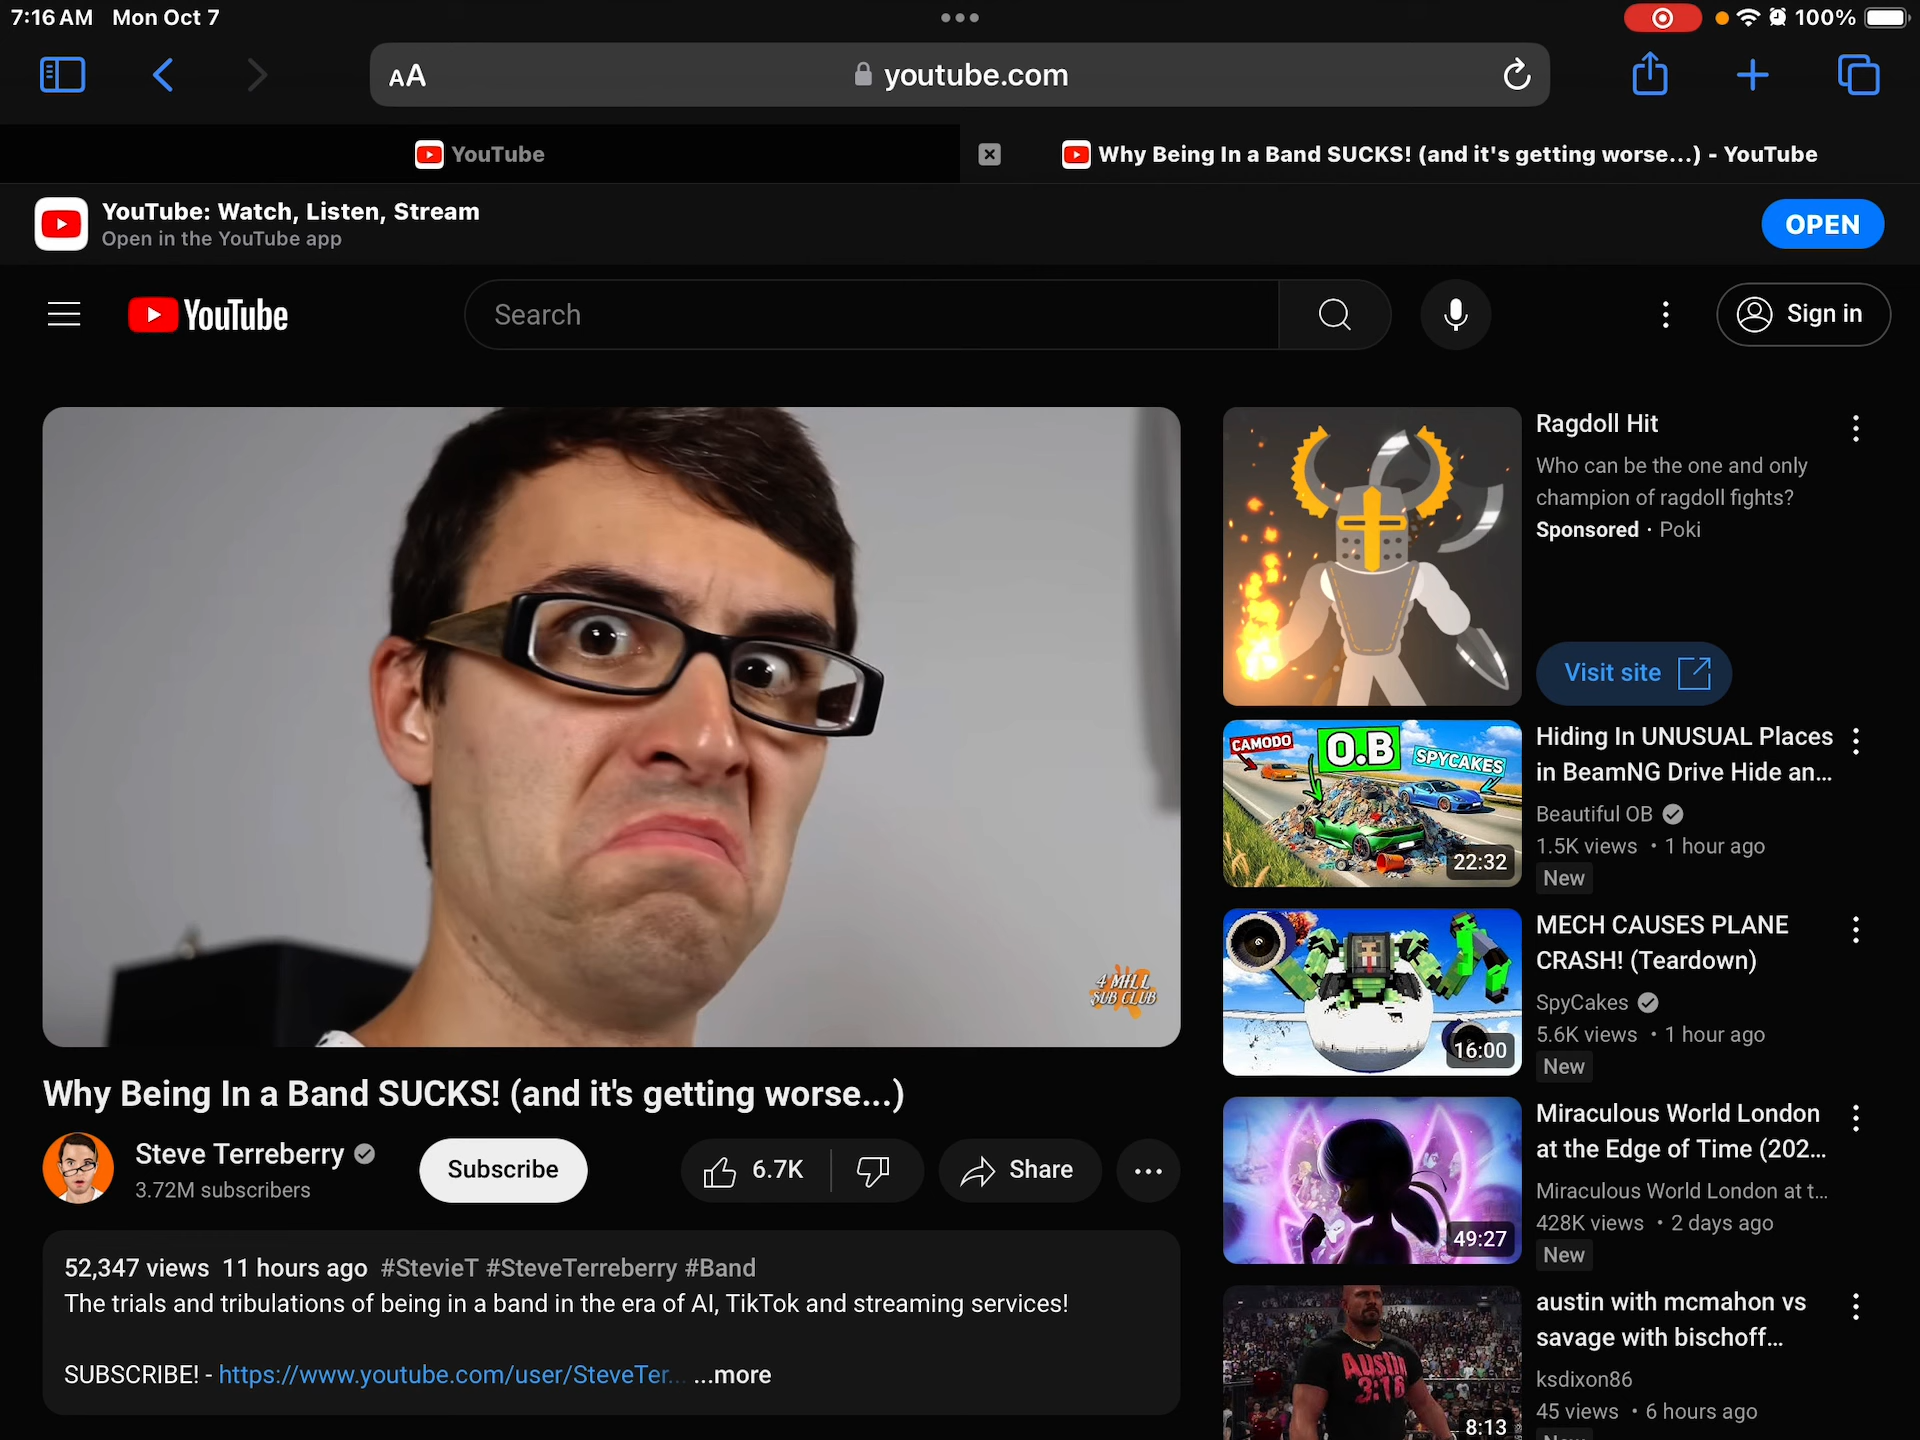 7:16 AM Mon Oct 7
100%
AA
youtube.com
YouTube
Why Being In a Band SUCKS! (and it's getting worse...) - YouTube
YouTube: Watch, Listen, Stream
Open in the YouTube app
OPEN
YouTube
Search
Sign in
4 MILL
SUB CLUB
Why Being In a Band SUCKS! (and it's getting worse...)
Steve Terreberry
3.72M subscribers
Subscribe
6.7K
Share
52,347 views 11 hours ago #StevieT #SteveTerreberry #Band
The trials and tribulations of being in a band in the era of AI, TikTok and streaming services!
SUBSCRIBE! - https://www.youtube.com/user/SteveTer... ...more
Ragdoll Hit
Who can be the one and only
champion of ragdoll fights?
Sponsored · Poki
Visit site
CAMODO
O.B
SPYCAKES
22:32
Hiding In UNUSUAL Places
in BeamNG Drive Hide an...
Beautiful OB
1.5K views • 1 hour ago
New
16:00
MECH CAUSES PLANE
CRASH! (Teardown)
SpyCakes
5.6K views • 1 hour ago
New
49:27
Miraculous World London
at the Edge of Time (202...
Miraculous World London at t...
428K views • 2 days ago
New
AUSTIN
3:16
8:13
austin with mcmahon vs
savage with bischoff...
ksdixon86
45 views • 6 hours ago
New